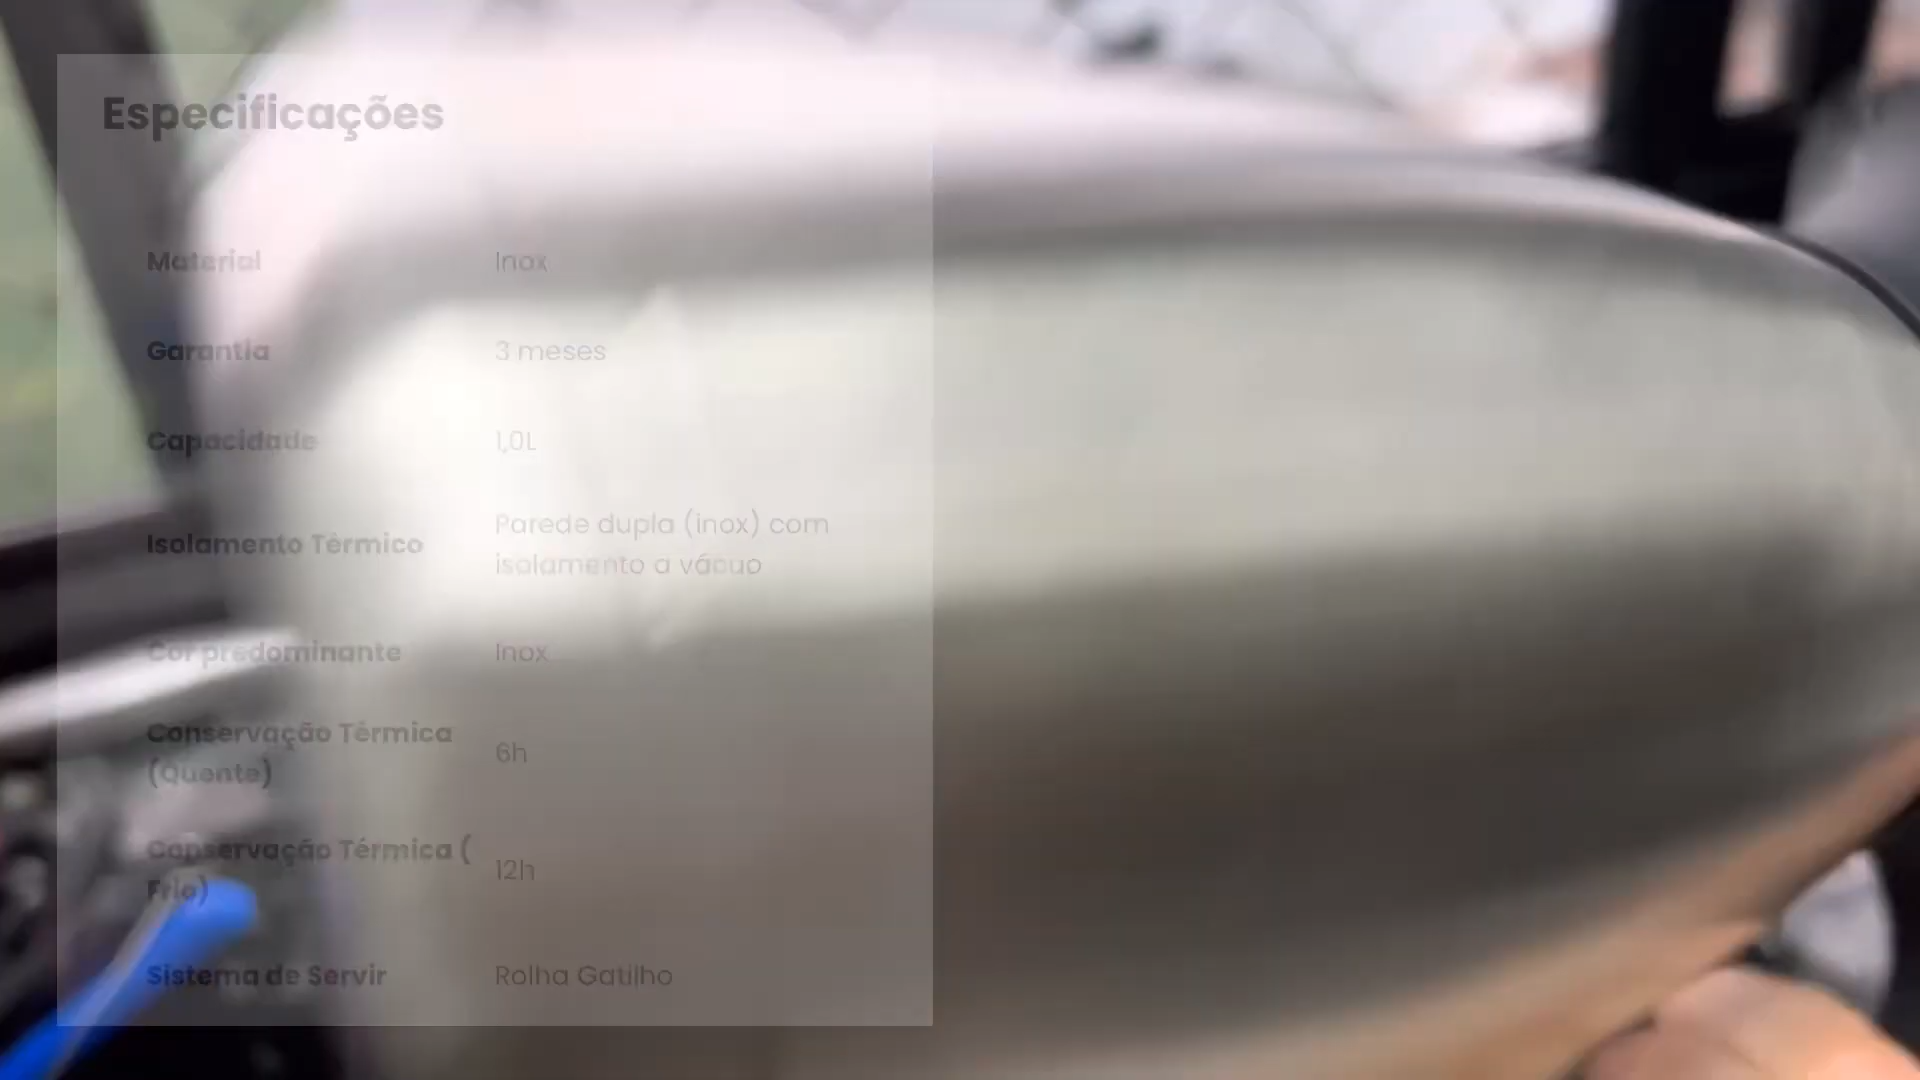 Especificações
Material Inox
Garantia 3 meses
Capacidade 1,0L
Isolamento Térmico Parede dupla (inox) com
isolamento a vácuo
Cor predominante Inox
Conservação Térmica
(Quente) 6h
Conservação Térmica (
Frio) 12h
Sistema de Servir Rolha Gatilho